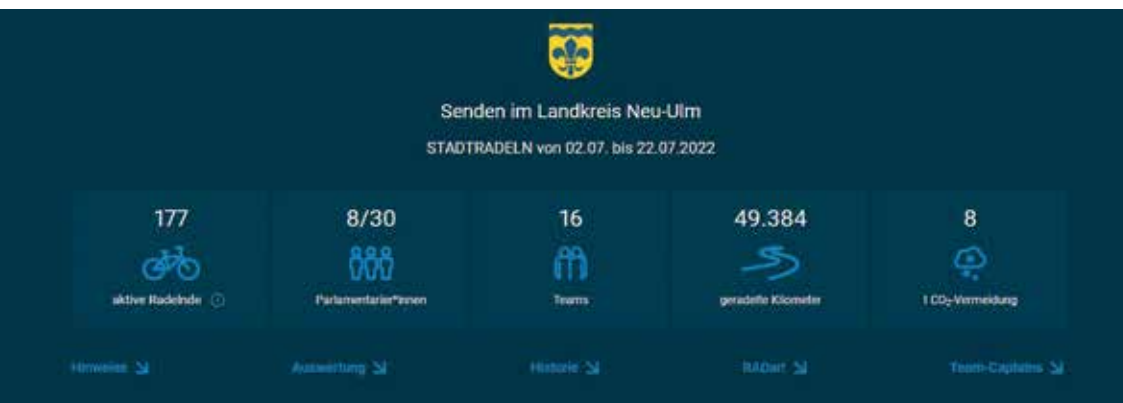 Senden im Landkreis Neu-Ulm
STADTRADELN von 02.07. bis 22.07.2022
177 8/30 16 49.384 8
aktive Radelnde Parlamentarier*innen Teams geradelte Kilometer t CO₂-Vermeidung
Hinweise Auswertung Historie RADar! Team-Captains